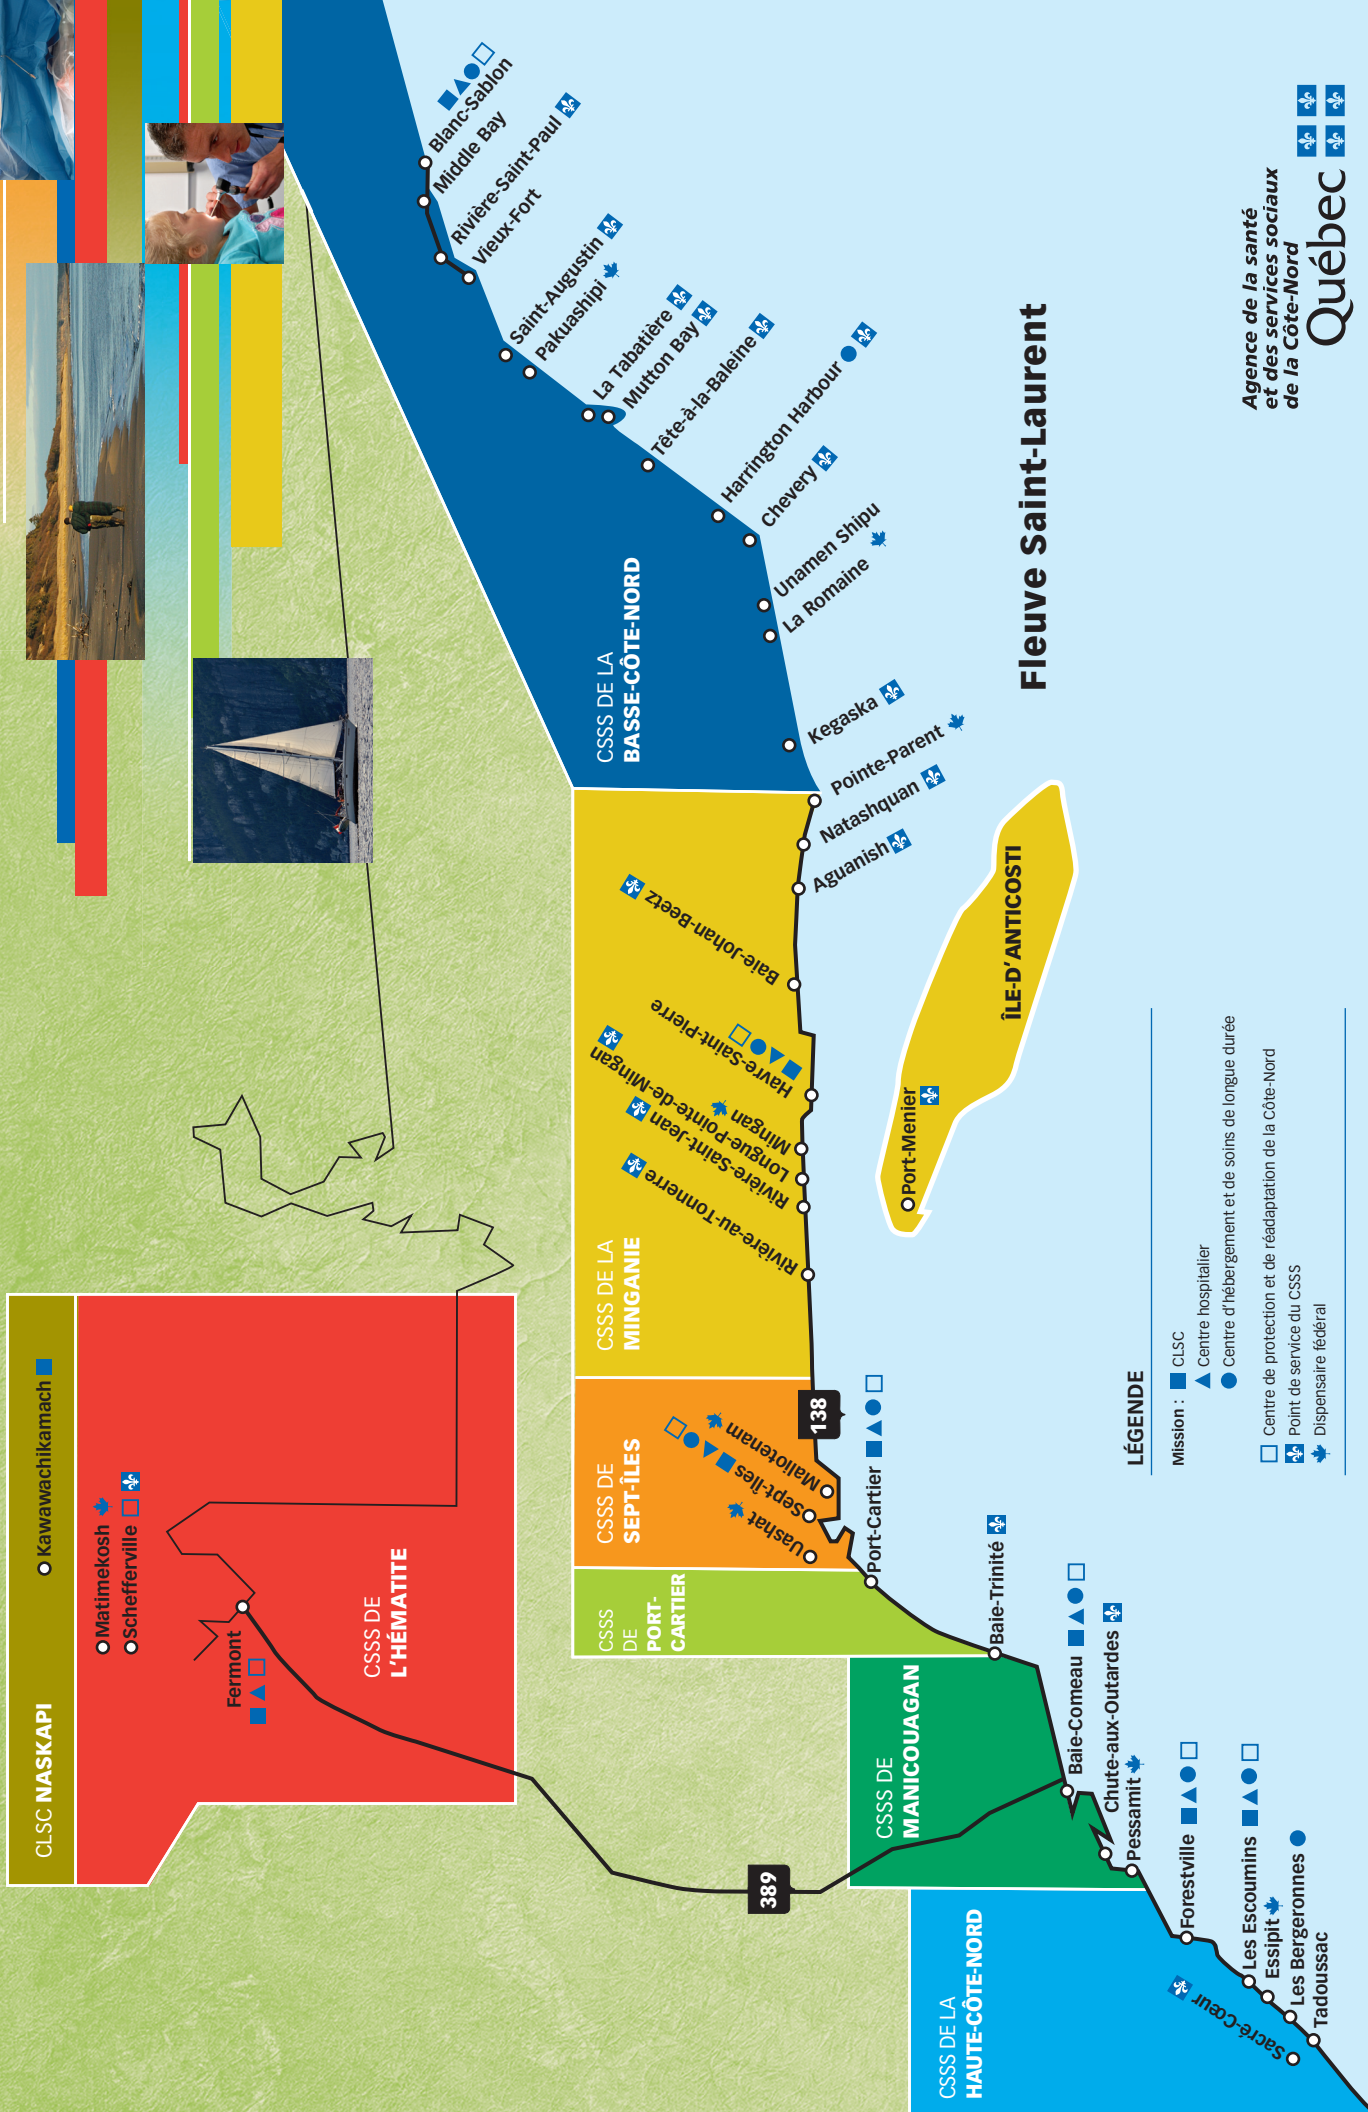 CLSC NASKAPI
Kawawachikamach
Matimekosh
Schefferville
Fermont
CSSS DE
L'HÉMATITE
389
CSSS DE LA
HAUTE-CÔTE-NORD
Sacré-Cœur
Tadoussac
Les Bergeronnes
Essipit
Les Escoumins
Forestville
CSSS DE
MANICOUAGAN
Pessamit
Chute-aux-Outardes
Baie-Comeau
Baie-Trinité
CSSS
DE
PORT-
CARTIER
Port-Cartier
CSSS DE
SEPT-ÎLES
Uashat
Sept-Îles
Maliotenam
138
CSSS DE LA
MINGANIE
Rivière-au-Tonnerre
Rivière-Saint-Jean
Longue-Pointe-de-Mingan
Mingan
Havre-Saint-Pierre
Baie-Johan-Beetz
Aguanish
Natashquan
Pointe-Parent
Port-Menier
ÎLE-D'ANTICOSTI
CSSS DE LA
BASSE-CÔTE-NORD
Kegaska
La Romaine
Unamen Shipu
Chevery
Harrington Harbour
Tête-à-la-Baleine
Mutton Bay
La Tabatière
Pakuashipi
Saint-Augustin
Vieux-Fort
Rivière-Saint-Paul
Middle Bay
Blanc-Sablon
Fleuve Saint-Laurent
LÉGENDE
Mission : CLSC
Centre hospitalier
Centre d'hébergement et de soins de longue durée
Centre de protection et de réadaptation de la Côte-Nord
Point de service du CSSS
Dispensaire fédéral
Agence de la santé
et des services sociaux
de la Côte-Nord
Québec